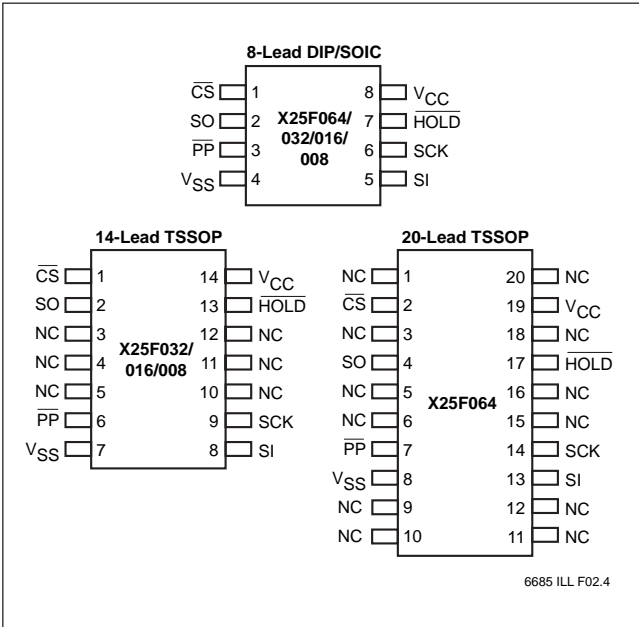 8-Lead DIP/SOIC
CS 1 8 VCC
SO 2 X25F064/ 7 HOLD
032/016/
PP 3 008 6 SCK
VSS 4 5 SI
14-Lead TSSOP
CS 1 14 VCC
SO 2 13 HOLD
NC 3 X25F032/ 12 NC
NC 4 016/008 11 NC
NC 5 10 NC
PP 6 9 SCK
VSS 7 8 SI
20-Lead TSSOP
NC 1 20 NC
CS 2 19 VCC
NC 3 18 NC
SO 4 17 HOLD
NC 5 16 NC
X25F064
NC 6 15 NC
PP 7 14 SCK
VSS 8 13 SI
NC 9 12 NC
NC 10 11 NC
6685 ILL F02.4